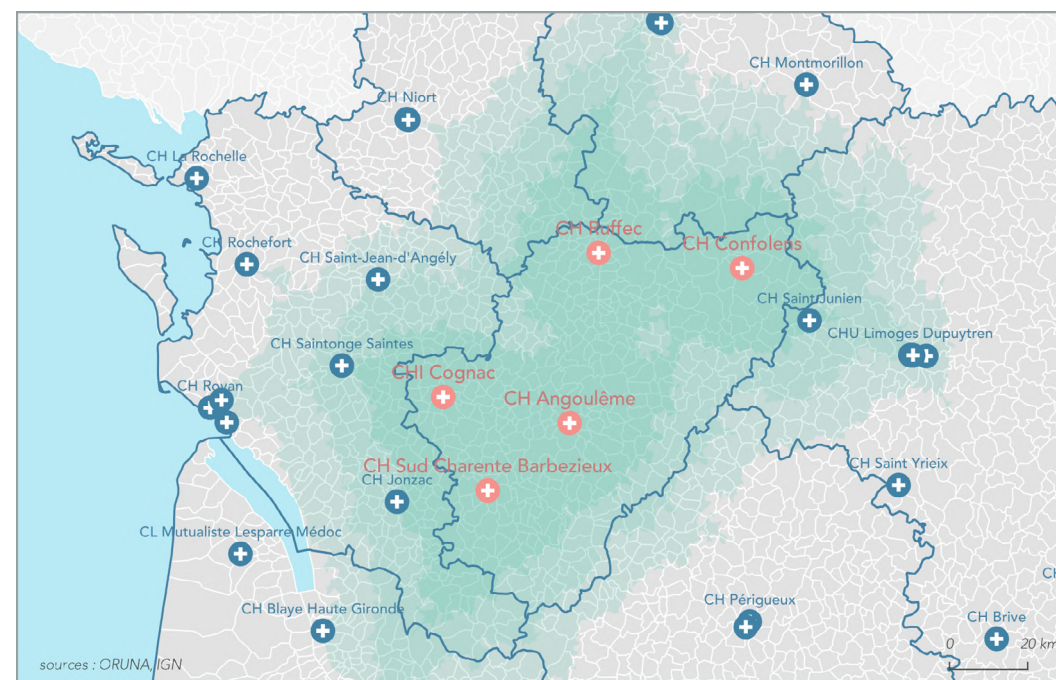 CH Montmorillon
CH Niort
CH La Rochelle
CH Ruffec
CH Rochefort
CH Confolens
CH Saint-Jean-d'Angély
CH Saint Junien
CHU Limoges Dupuytren
CH Saintonge Saintes
CHI Cognac
CH Royan
CH Angoulême
CH Sud Charente Barbezieux
CH Saint Yrieix
CH Jonzac
CL Mutualiste Lesparre Médoc
CH
CH Périgueux
CH Blaye Haute Gironde
CH Brive
0 20 km
sources : ORUNA, IGN